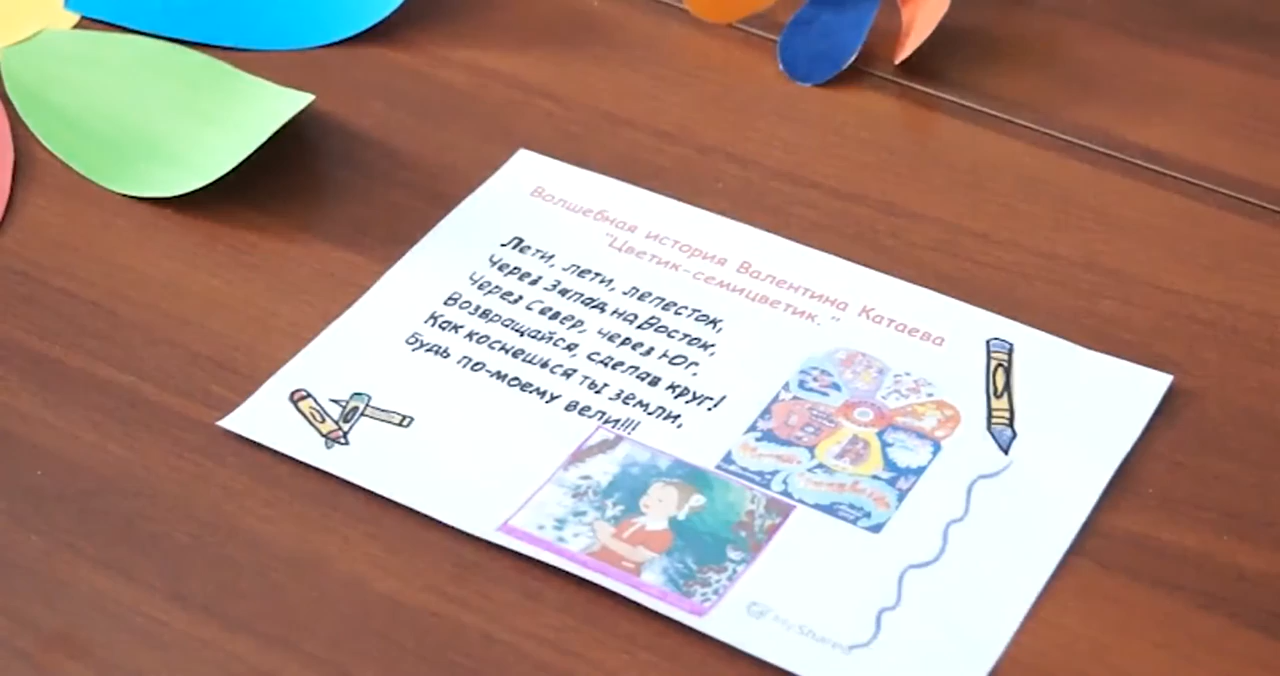 Волшебная история Валентина Катаева
"Цветик-семицветик."
Лети, лети, лепесток,
Через Запад на Восток,
Через Север, через Юг,
Возвращайся, сделав круг!
Как коснешься ты земли,
Будь по-моему вели!!!
MyShared